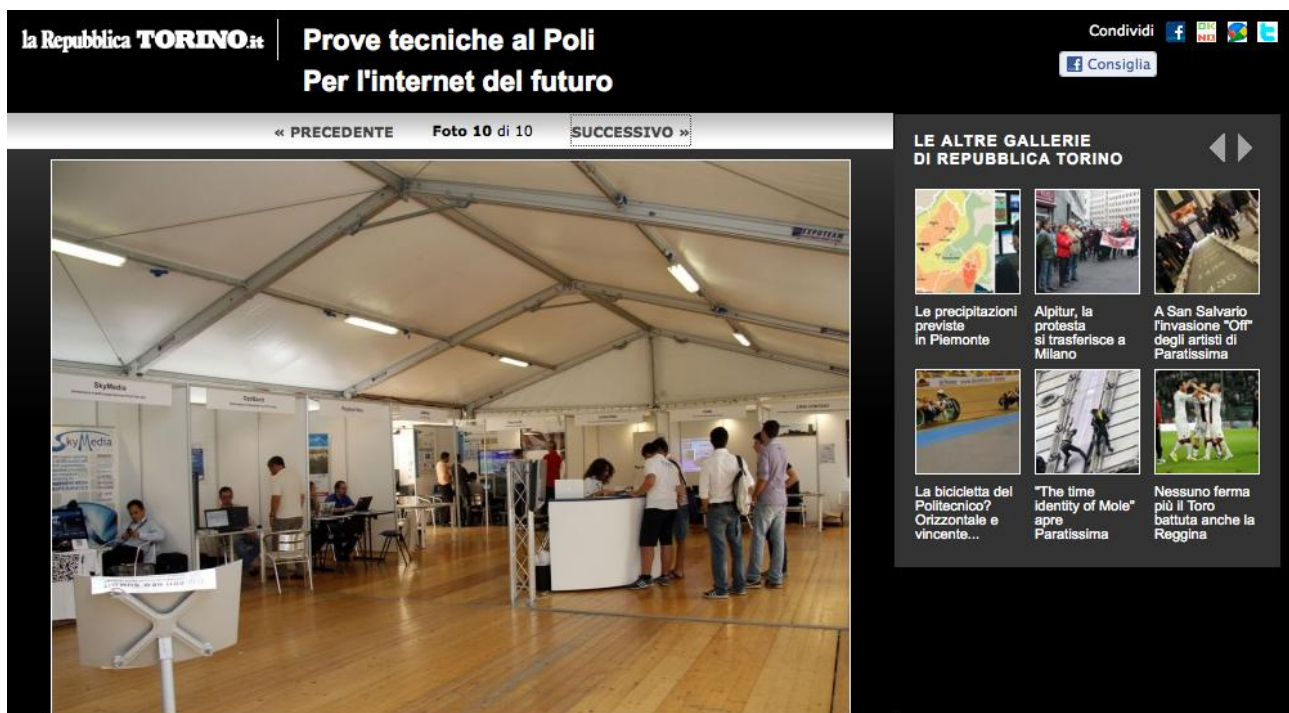 la Repubblica TORINO.it
Prove tecniche al Poli
Per l'internet del futuro
Condividi
Consiglia
« PRECEDENTE Foto 10 di 10 SUCCESSIVO »
LE ALTRE GALLERIE
DI REPUBBLICA TORINO
Le precipitazioni
previste
in Piemonte
Alpitur, la
protesta
si trasferisce a
Milano
A San Salvario
l'invasione "Off"
degli artisti di
Paratissima
La bicicletta del
Politecnico?
Orizzontale e
vincente...
"The time
identity of Mole"
apre
Paratissima
Nessuno ferma
più il Toro
battuta anche la
Reggina
EXPOTEAM
SkyMedia
SkyMedia